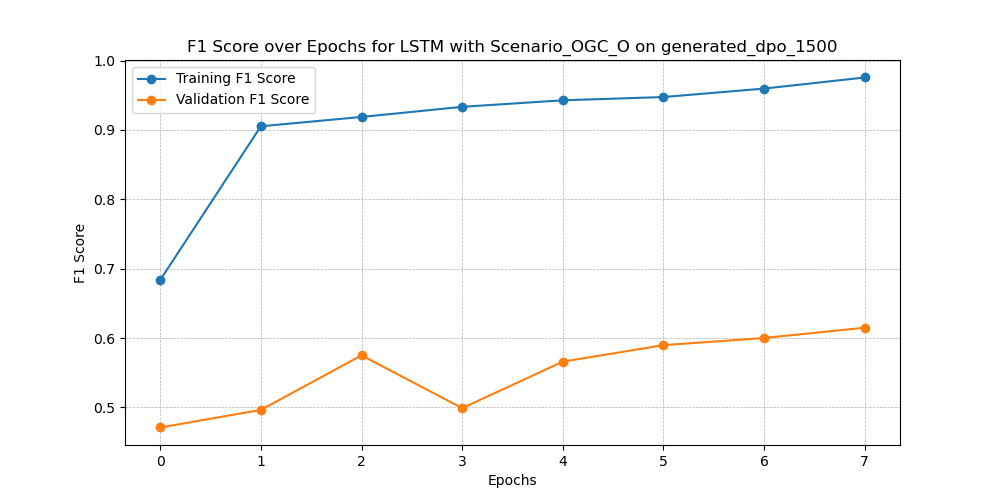 F1 Score over Epochs for LSTM with Scenario_OGC_O on generated_dpo_1500
Training F1 Score
Validation F1 Score
F1 Score
1.0
0.9
0.8
0.7
0.6
0.5
0 1 2 3 4 5 6 7
Epochs